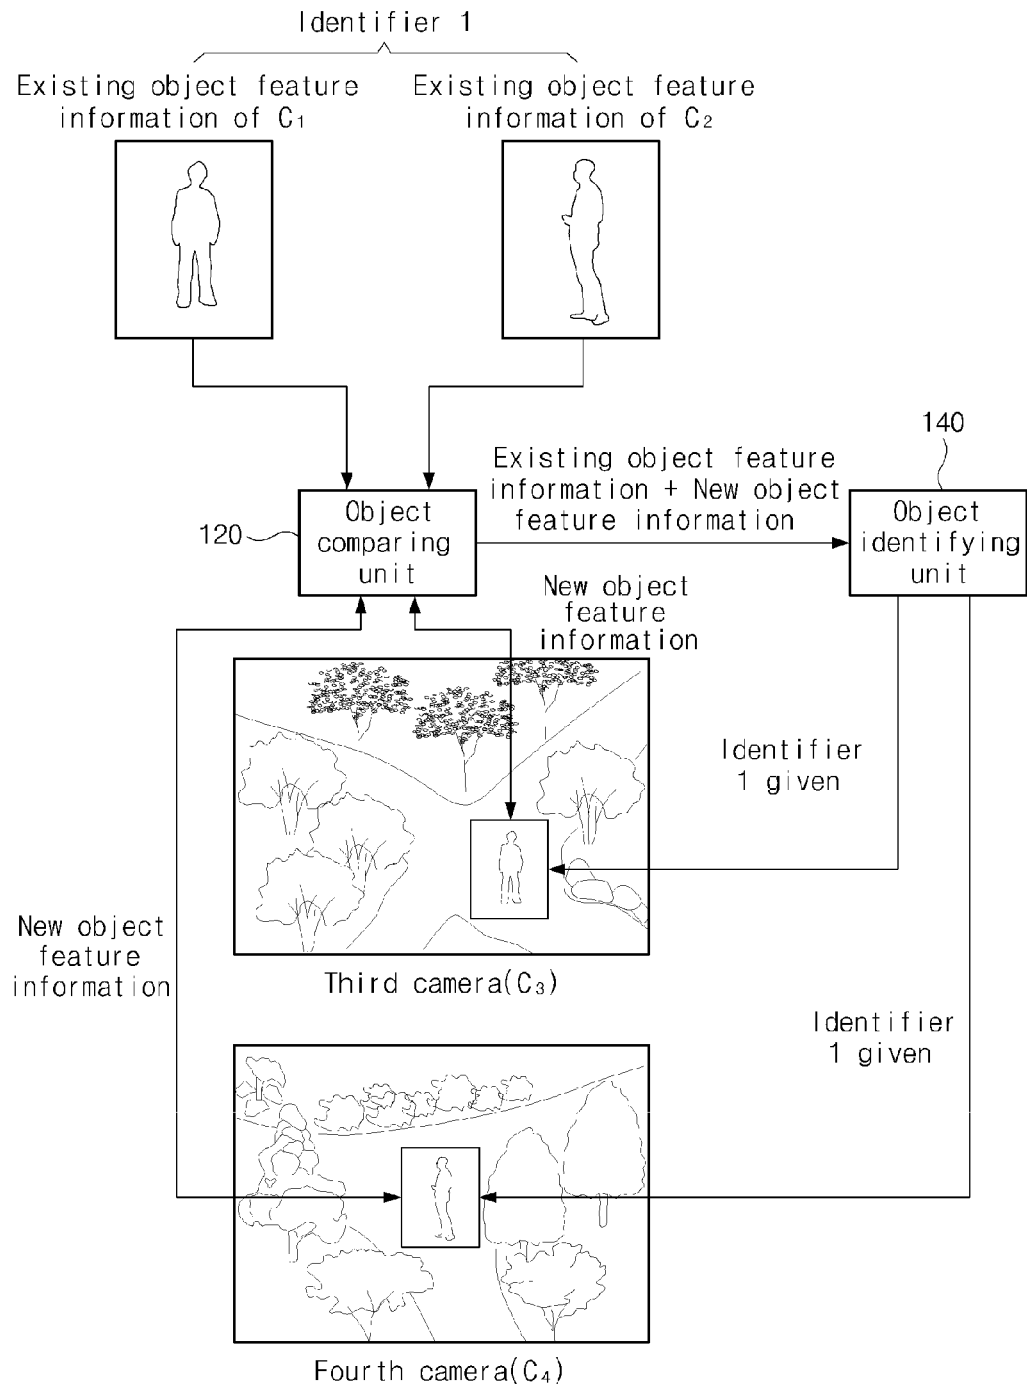 Identifier 1
Existing object feature
information of C₁
Existing object feature
information of C₂
140
Existing object feature
information + New object
feature information
120
Object
comparing
unit
Object
identifying
unit
New object
feature
information
Identifier
1 given
New object
feature
information
Third camera(C₃)
Identifier
1 given
Fourth camera(C₄)